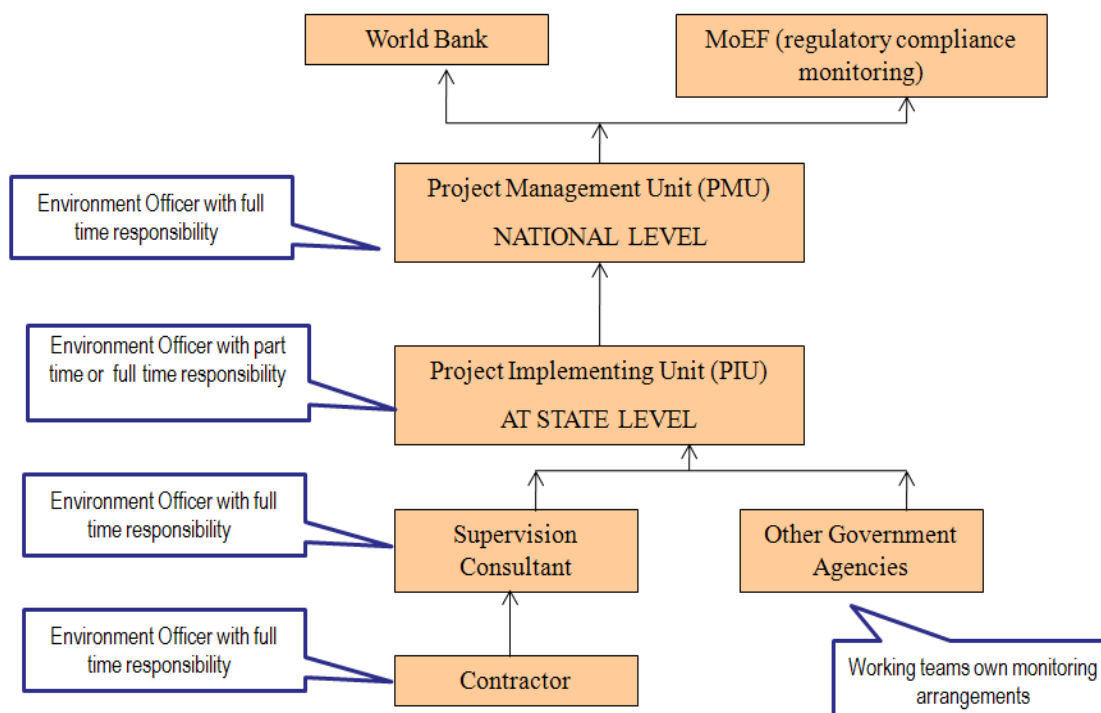 World Bank
MoEF (regulatory compliance
monitoring)
Environment Officer with full
time responsibility
Project Management Unit (PMU)
NATIONAL LEVEL
Environment Officer with part
time or full time responsibility
Project Implementing Unit (PIU)
AT STATE LEVEL
Environment Officer with full
time responsibility
Supervision
Consultant
Other Government
Agencies
Environment Officer with full
time responsibility
Contractor
Working teams own monitoring
arrangements